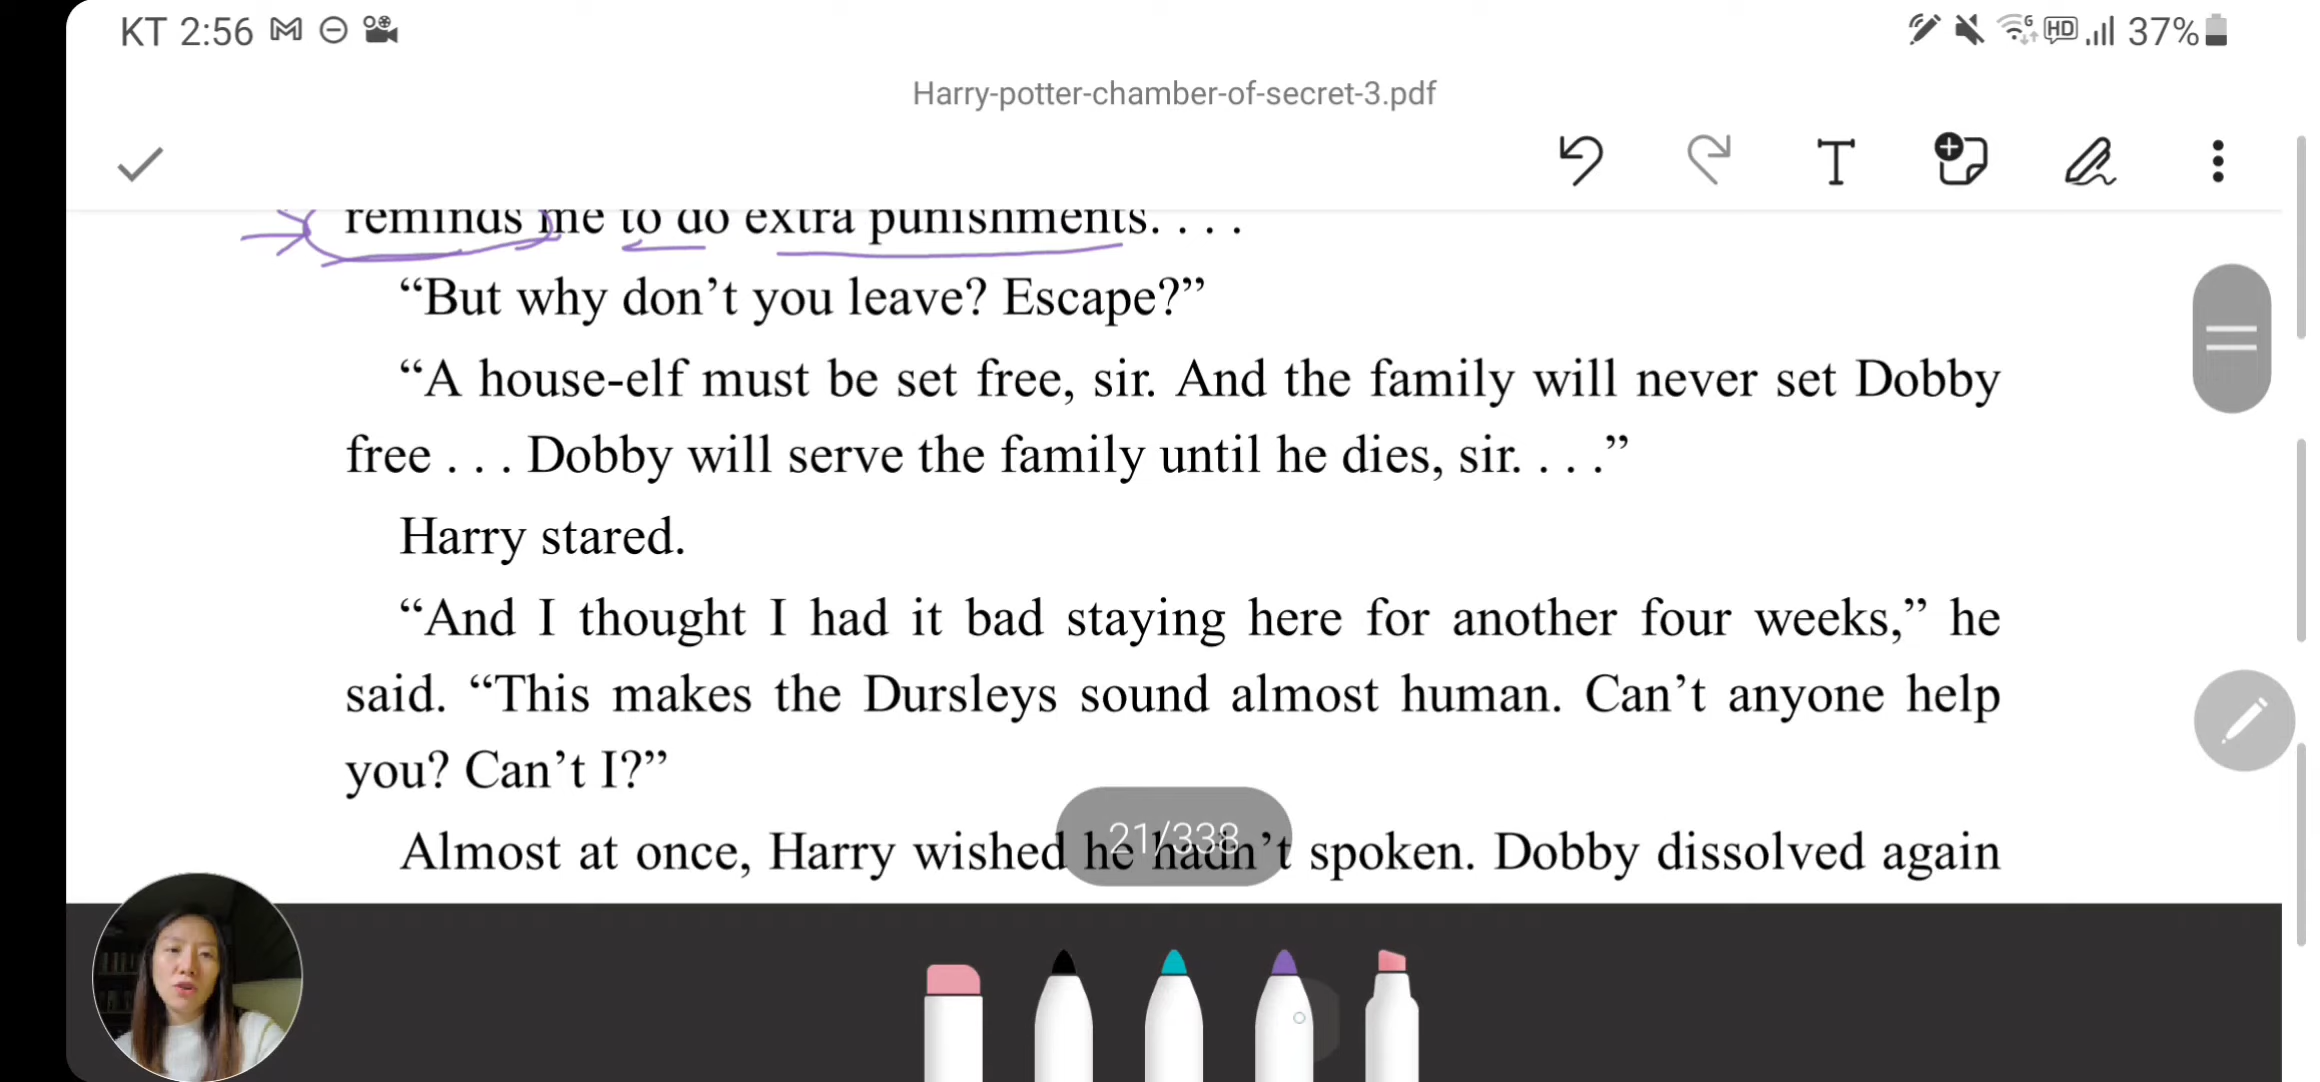 KT 2:56 37%
Harry-potter-chamber-of-secret-3.pdf
T
reminds me to do extra punishments. . . .
“But why don’t you leave? Escape?”
“A house-elf must be set free, sir. And the family will never set Dobby
free . . . Dobby will serve the family until he dies, sir. . . .”
Harry stared.
“And I thought I had it bad staying here for another four weeks,” he
said. “This makes the Dursleys sound almost human. Can’t anyone help
you? Can’t I?”
Almost at once, Harry wished he hadn’t spoken. Dobby dissolved again
21/338